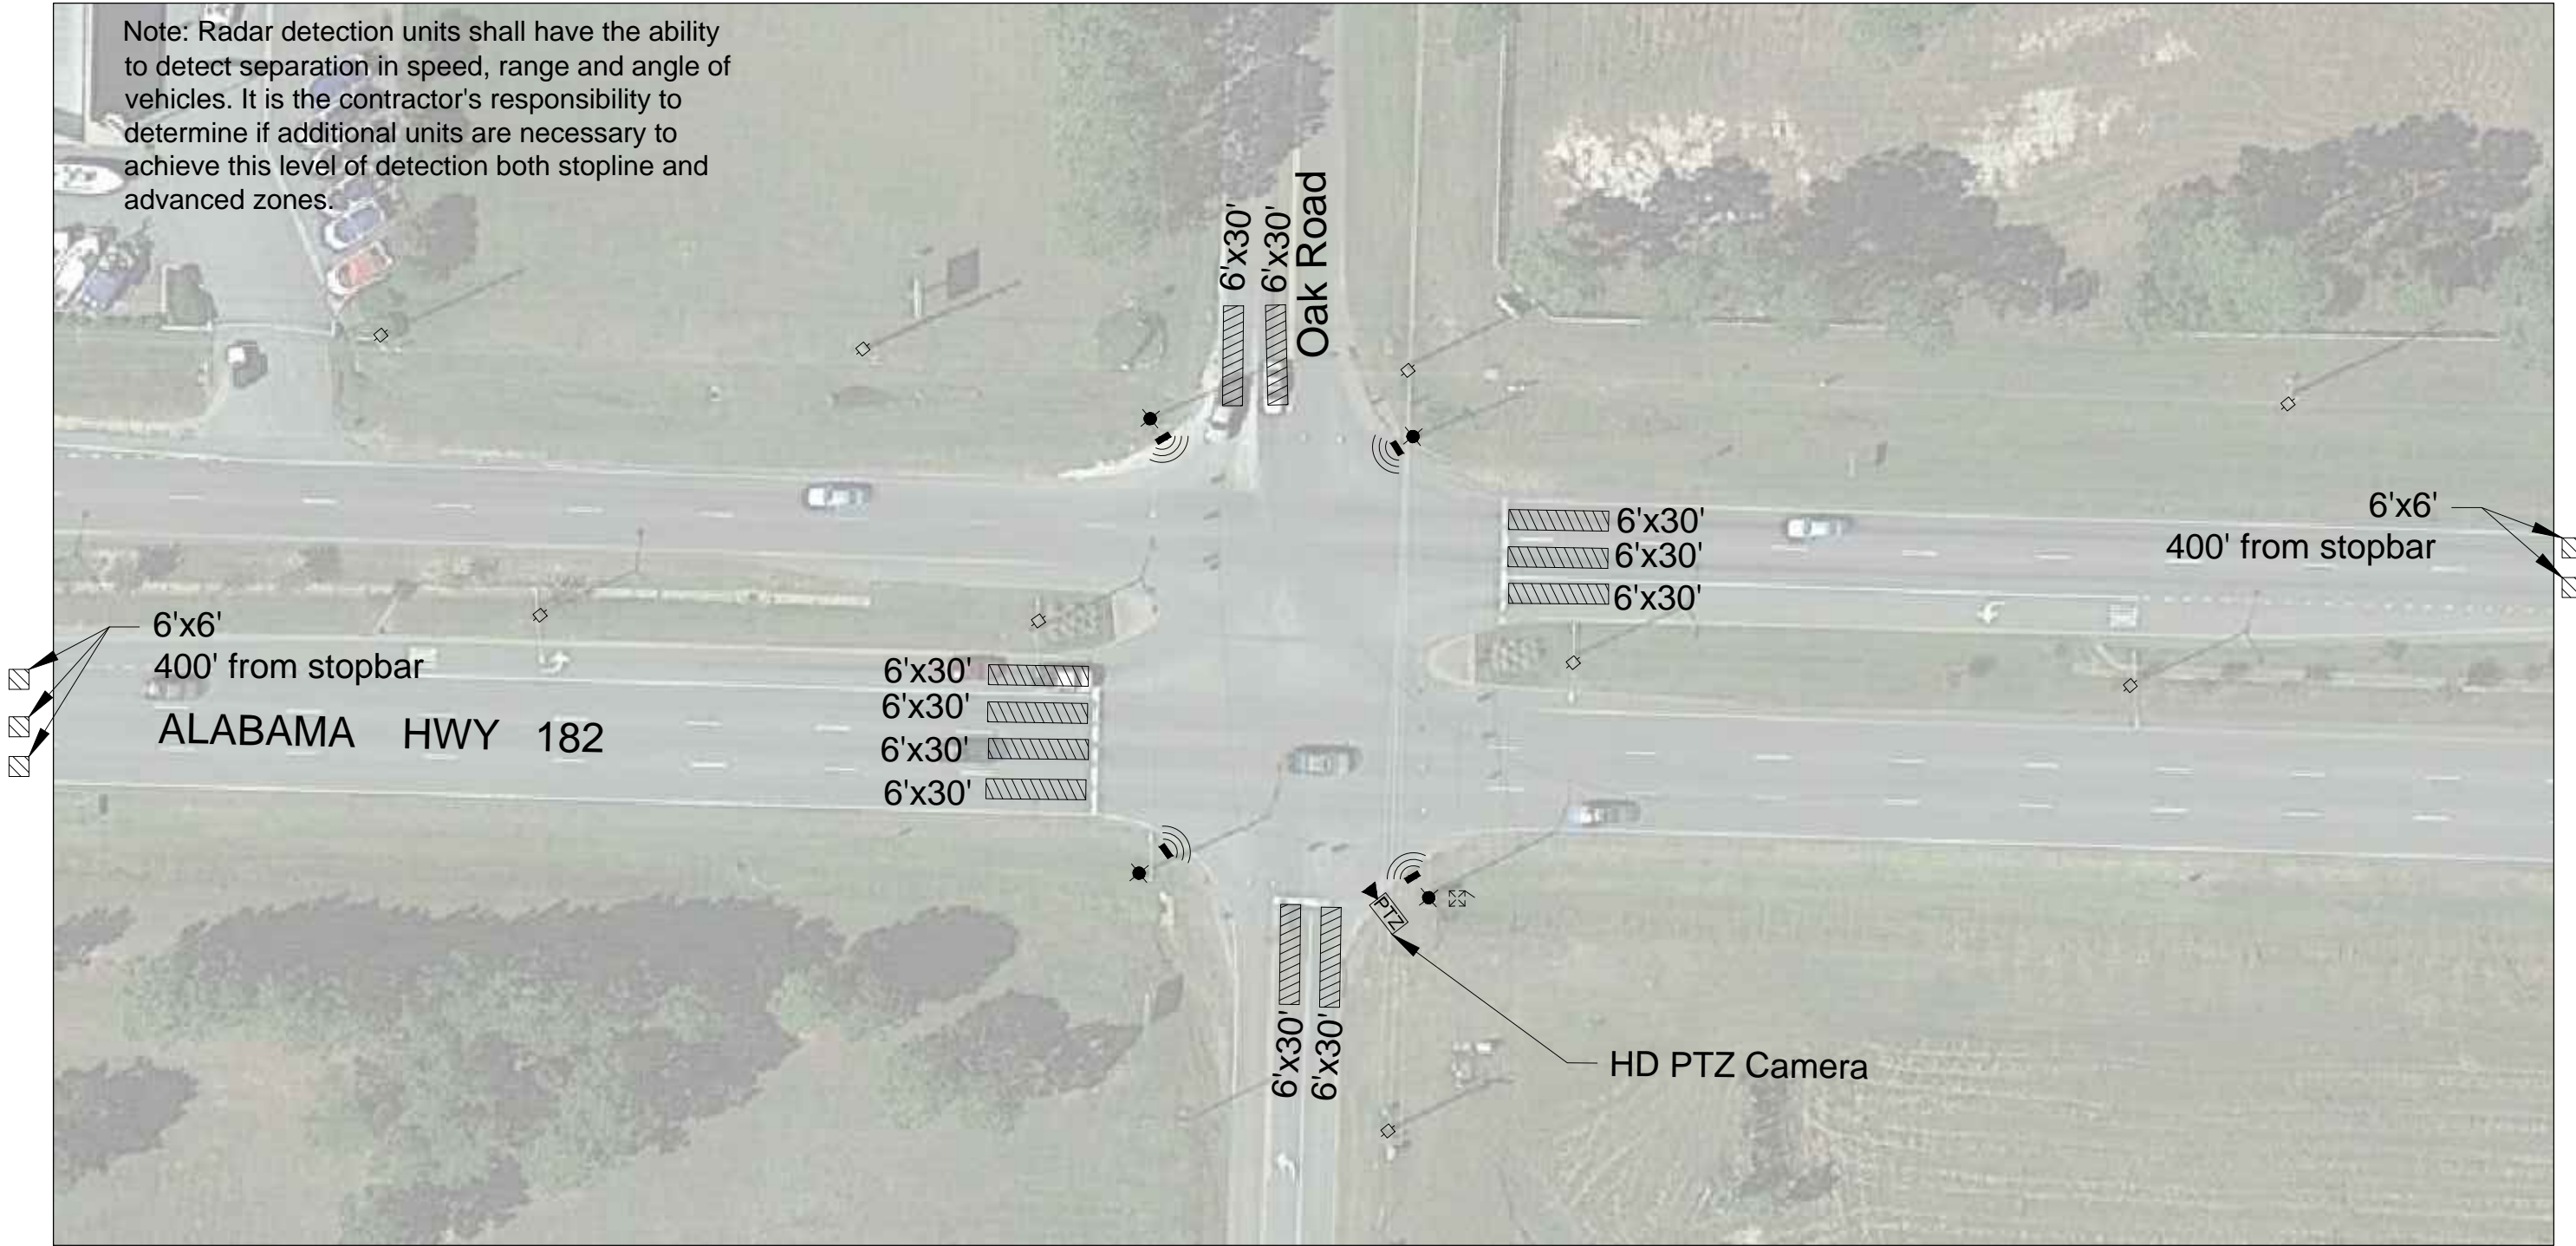 Note: Radar detection units shall have the ability
to detect separation in speed, range and angle of
vehicles. It is the contractor's responsibility to
determine if additional units are necessary to
achieve this level of detection both stopline and
advanced zones.
6'x30'
6'x30'
Oak Road
6'x30'
6'x30'
6'x30'
6'x6'
400' from stopbar
6'x6'
400' from stopbar
ALABAMA HWY 182
6'x30'
6'x30'
6'x30'
6'x30'
PTZ
6'x30'
6'x30'
HD PTZ Camera